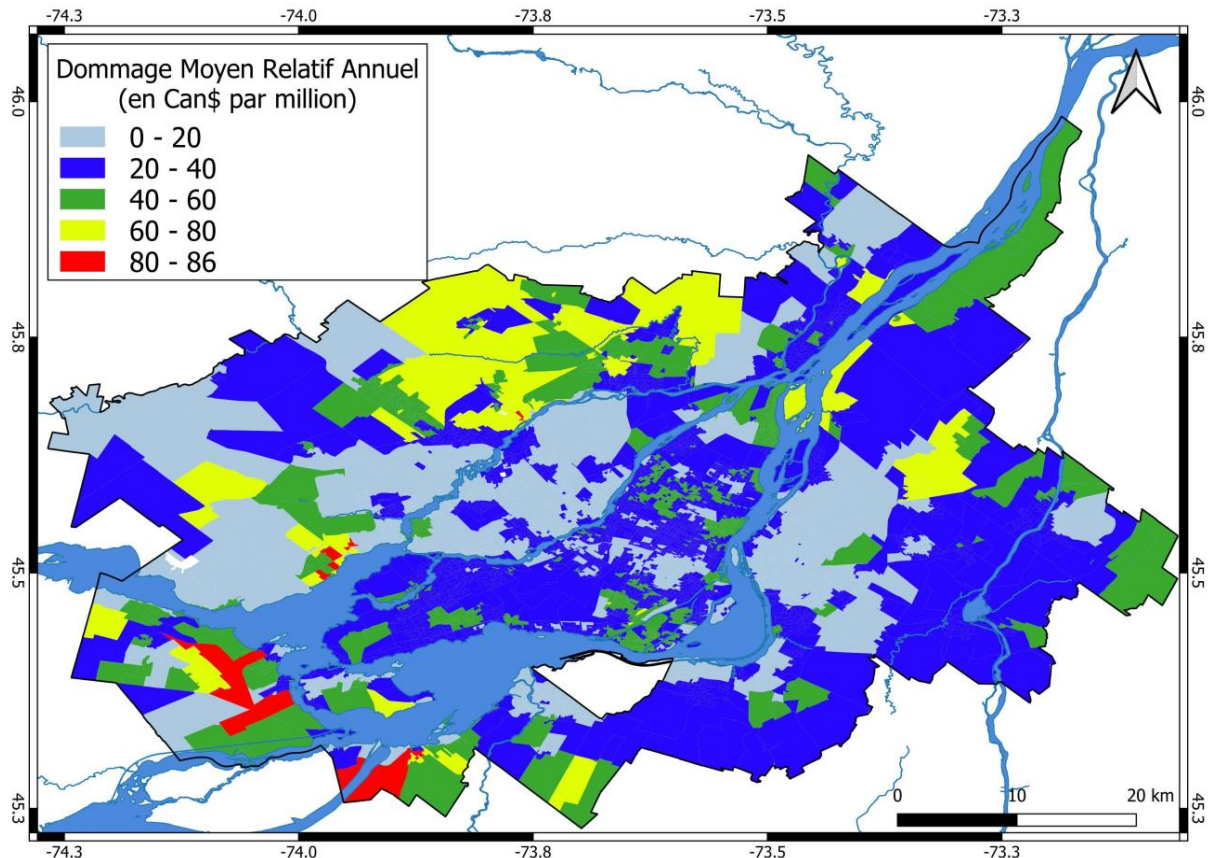 -74.3 -74.0 -73.8 -73.5 -73.3
Dommage Moyen Relatif Annuel
(en Can$ par million)
0 - 20
20 - 40
40 - 60
60 - 80
80 - 86
46.0 46.0
45.8 45.8
45.5 45.5
45.3 45.3
0 10 20 km
-74.3 -74.0 -73.8 -73.5 -73.3